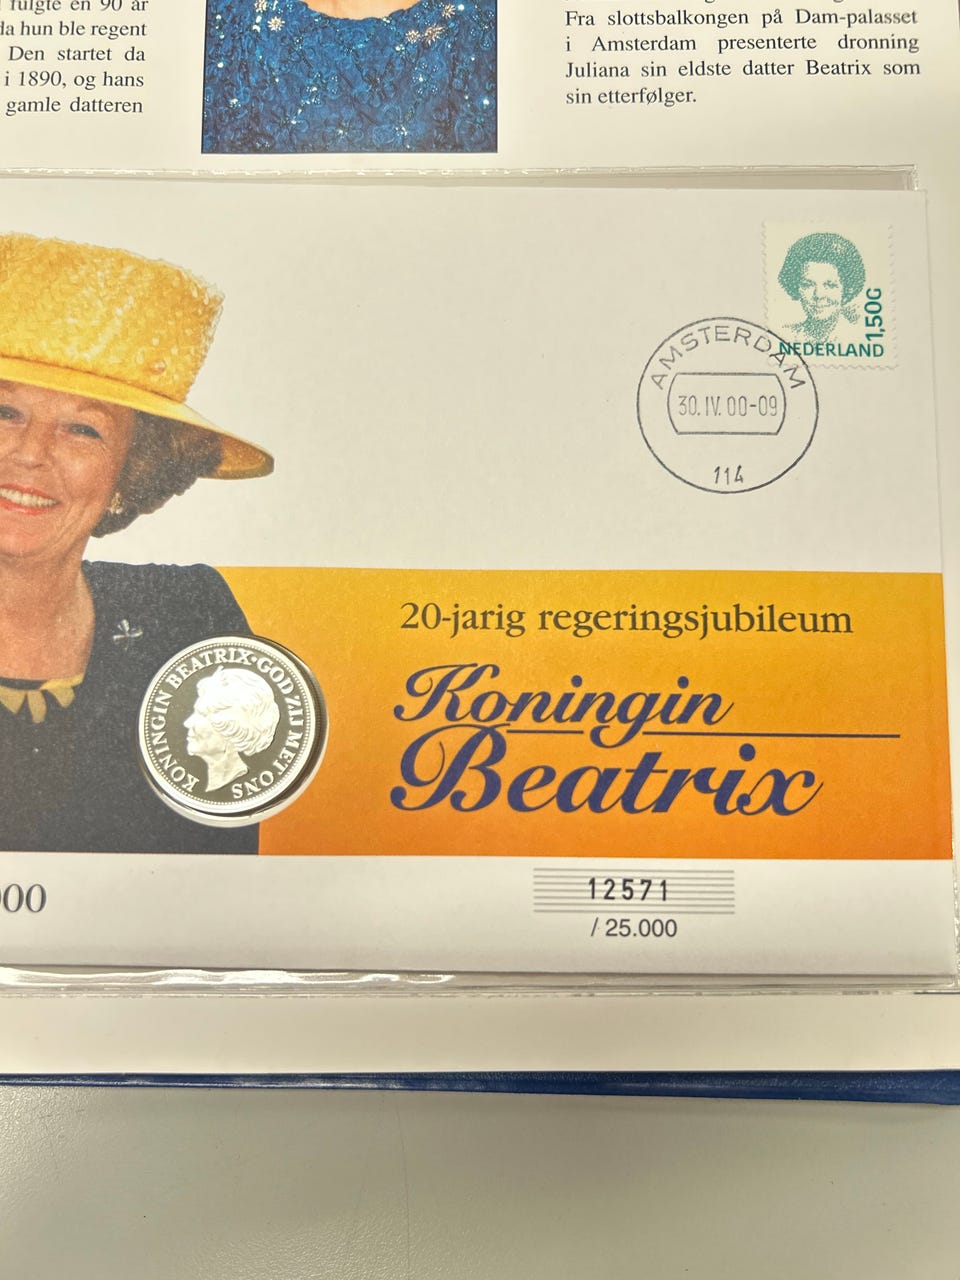 fulgte en 90 år
da hun ble regent
Den startet da
i 1890, og hans
gamle datteren
Fra slottsbalkongen på Dam-palasset
i Amsterdam presenterte dronning
Juliana sin eldste datter Beatrix som
sin etterfølger.
1,50G
NEDERLAND
AMSTERDAM
30.IV.00-09
114
20-jarig regeringsjubileum
Koningin
Beatrix
KONINGIN BEATRIX·GOD ZIJ MET ONS
000
12571
/ 25.000